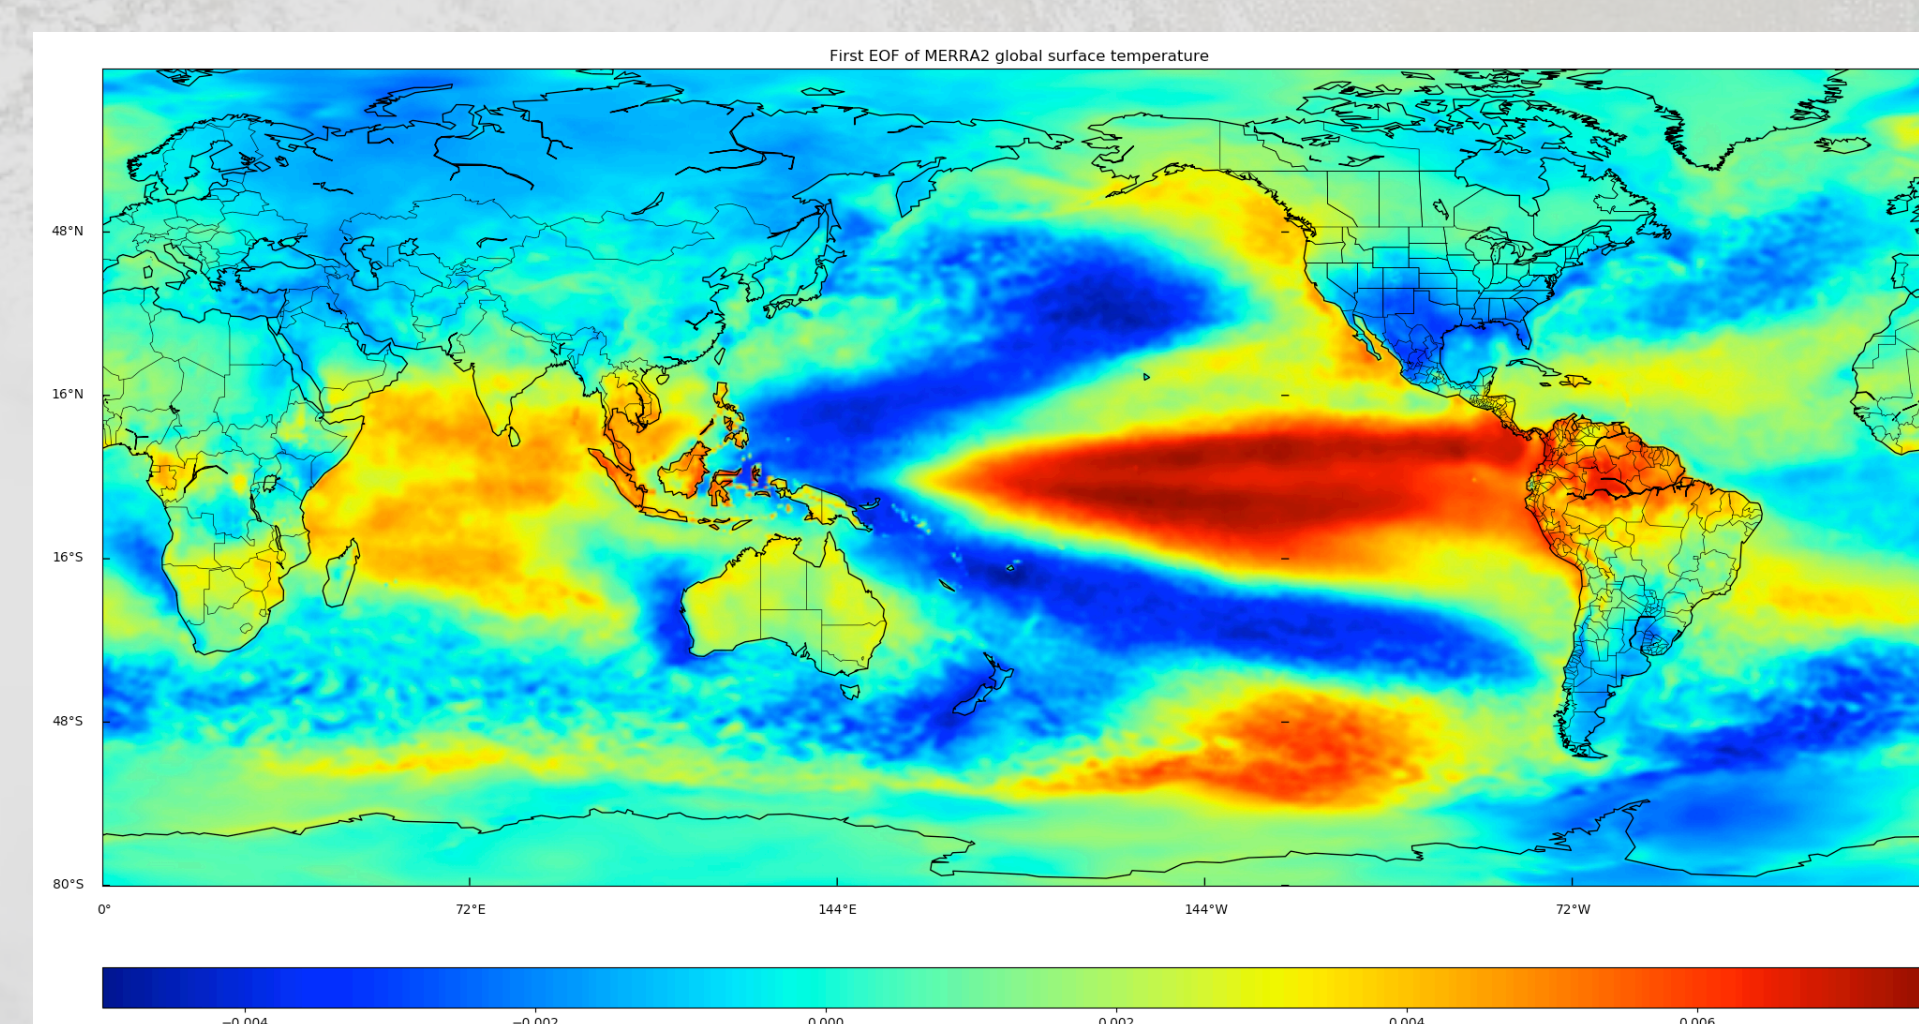 First EOF of MERRA2 global surface temperature
48°N
16°N
16°S
48°S
80°S
0° 72°E 144°E 144°W 72°W
−0.004 −0.002 0.000 0.002 0.004 0.006